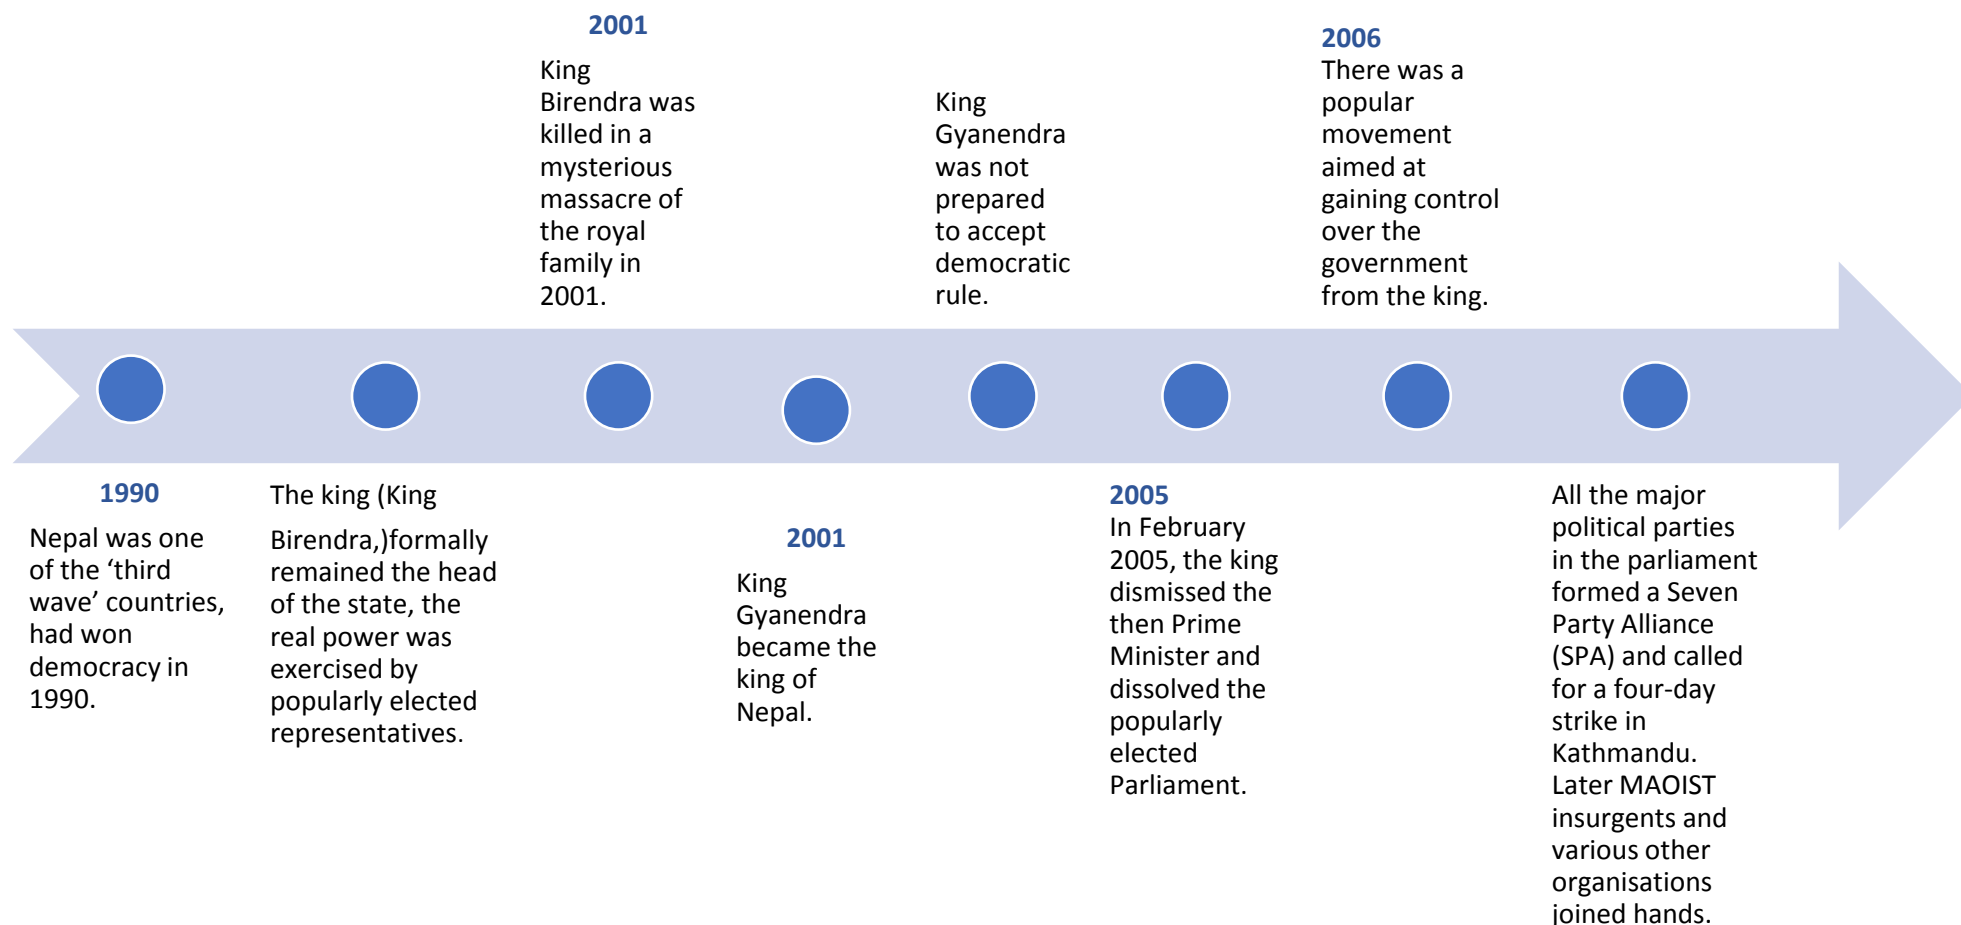 1990
Nepal was one
of the ‘third
wave’ countries,
had won
democracy in
1990.
The king (King
Birendra,)formally
remained the head
of the state, the
real power was
exercised by
popularly elected
representatives.
2001
King
Birendra was
killed in a
mysterious
massacre of
the royal
family in
2001.
2001
King
Gyanendra
became the
king of
Nepal.
King
Gyanendra
was not
prepared
to accept
democratic
rule.
2005
In February
2005, the king
dismissed the
then Prime
Minister and
dissolved the
popularly
elected
Parliament.
2006
There was a
popular
movement
aimed at
gaining control
over the
government
from the king.
All the major
political parties
in the parliament
formed a Seven
Party Alliance
(SPA) and called
for a four-day
strike in
Kathmandu.
Later MAOIST
insurgents and
various other
organisations
joined hands.